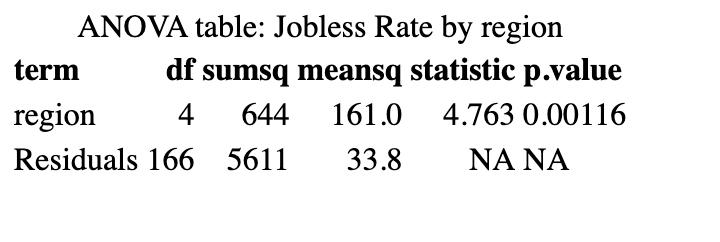 ANOVA table: Jobless Rate by region
term df sumsq meansq statistic p.value
region 4 644 161.0 4.763 0.00116
Residuals 166 5611 33.8 NA NA